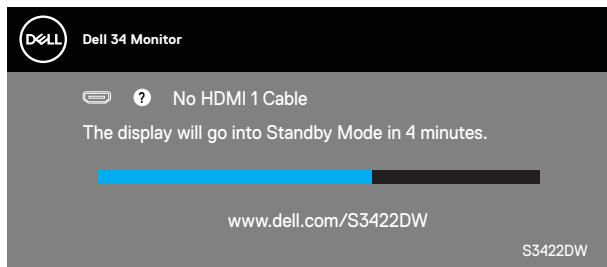 DELL
Dell 34 Monitor
? No HDMI 1 Cable
The display will go into Standby Mode in 4 minutes.
www.dell.com/S3422DW
S3422DW